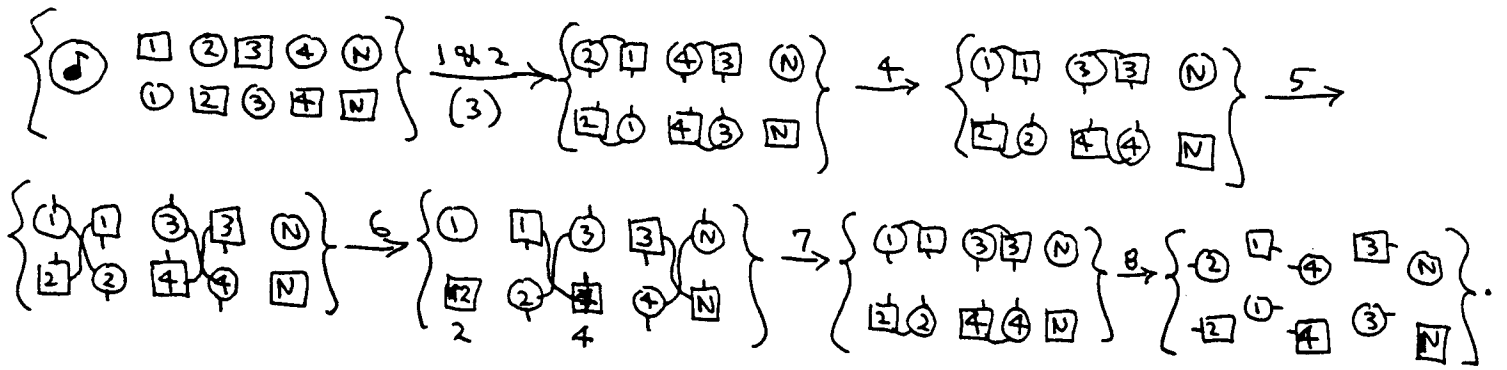 { ♪ 1 2 3 4 N
1 2 3 4 N } 1 & 2 (3) → { 2 1 4 3 N
2 1 4 3 N } 4 → { 1 1 3 3 N
2 2 4 4 N } 5 →
{ 1 1 3 3 N
2 2 4 4 N } 6 → { 1 1 3 3 N
2 2 4 N
2 4 } 7 → { 1 1 3 3 N
2 2 4 4 N } 8 → { 2 1 4 3 N
2 1 4 3 N } .